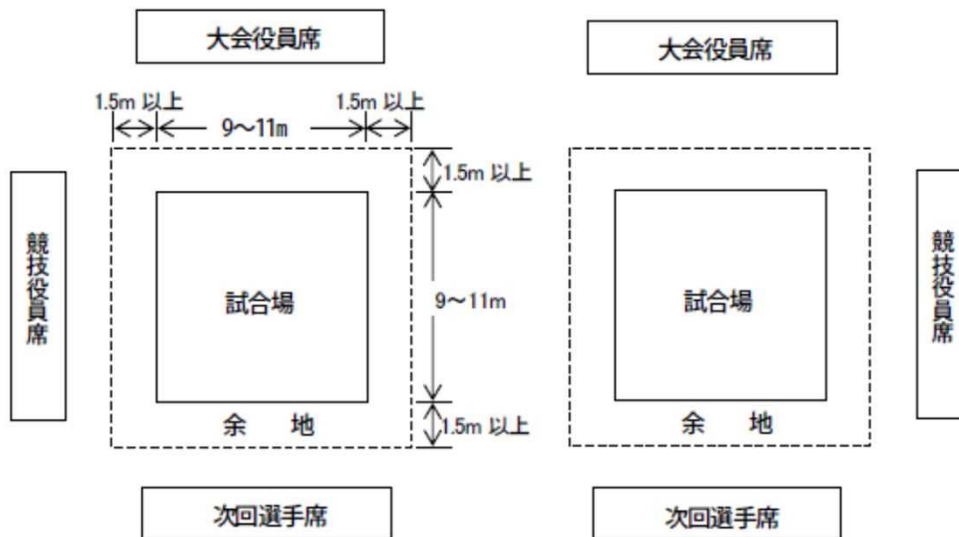 大会役員席
大会役員席
1.5m 以上
1.5m 以上
9～11m
1.5m 以上
競技役員席
試合場
9～11m
試合場
競技役員席
余　地
1.5m 以上
余　地
次回選手席
次回選手席